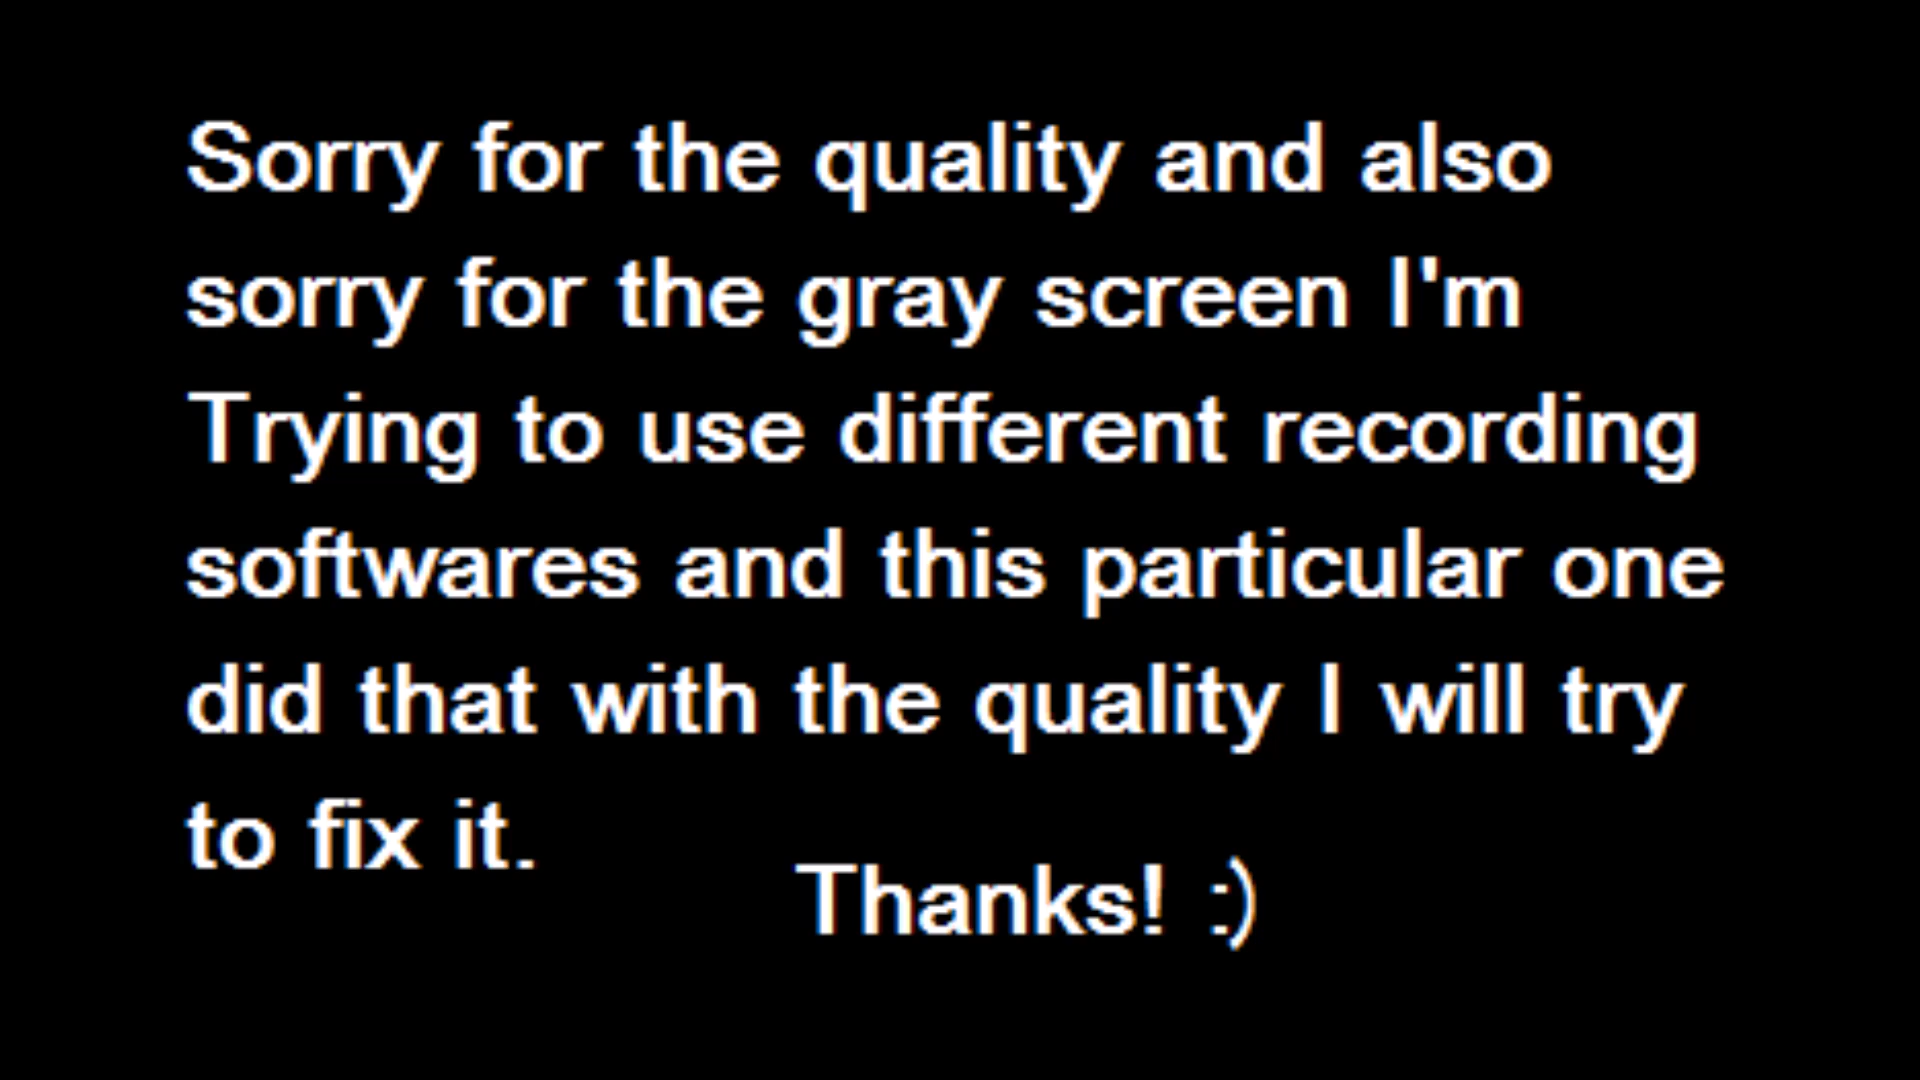 Sorry for the quality and also
sorry for the gray screen I'm
Trying to use different recording
softwares and this particular one
did that with the quality I will try
to fix it.
Thanks! :)